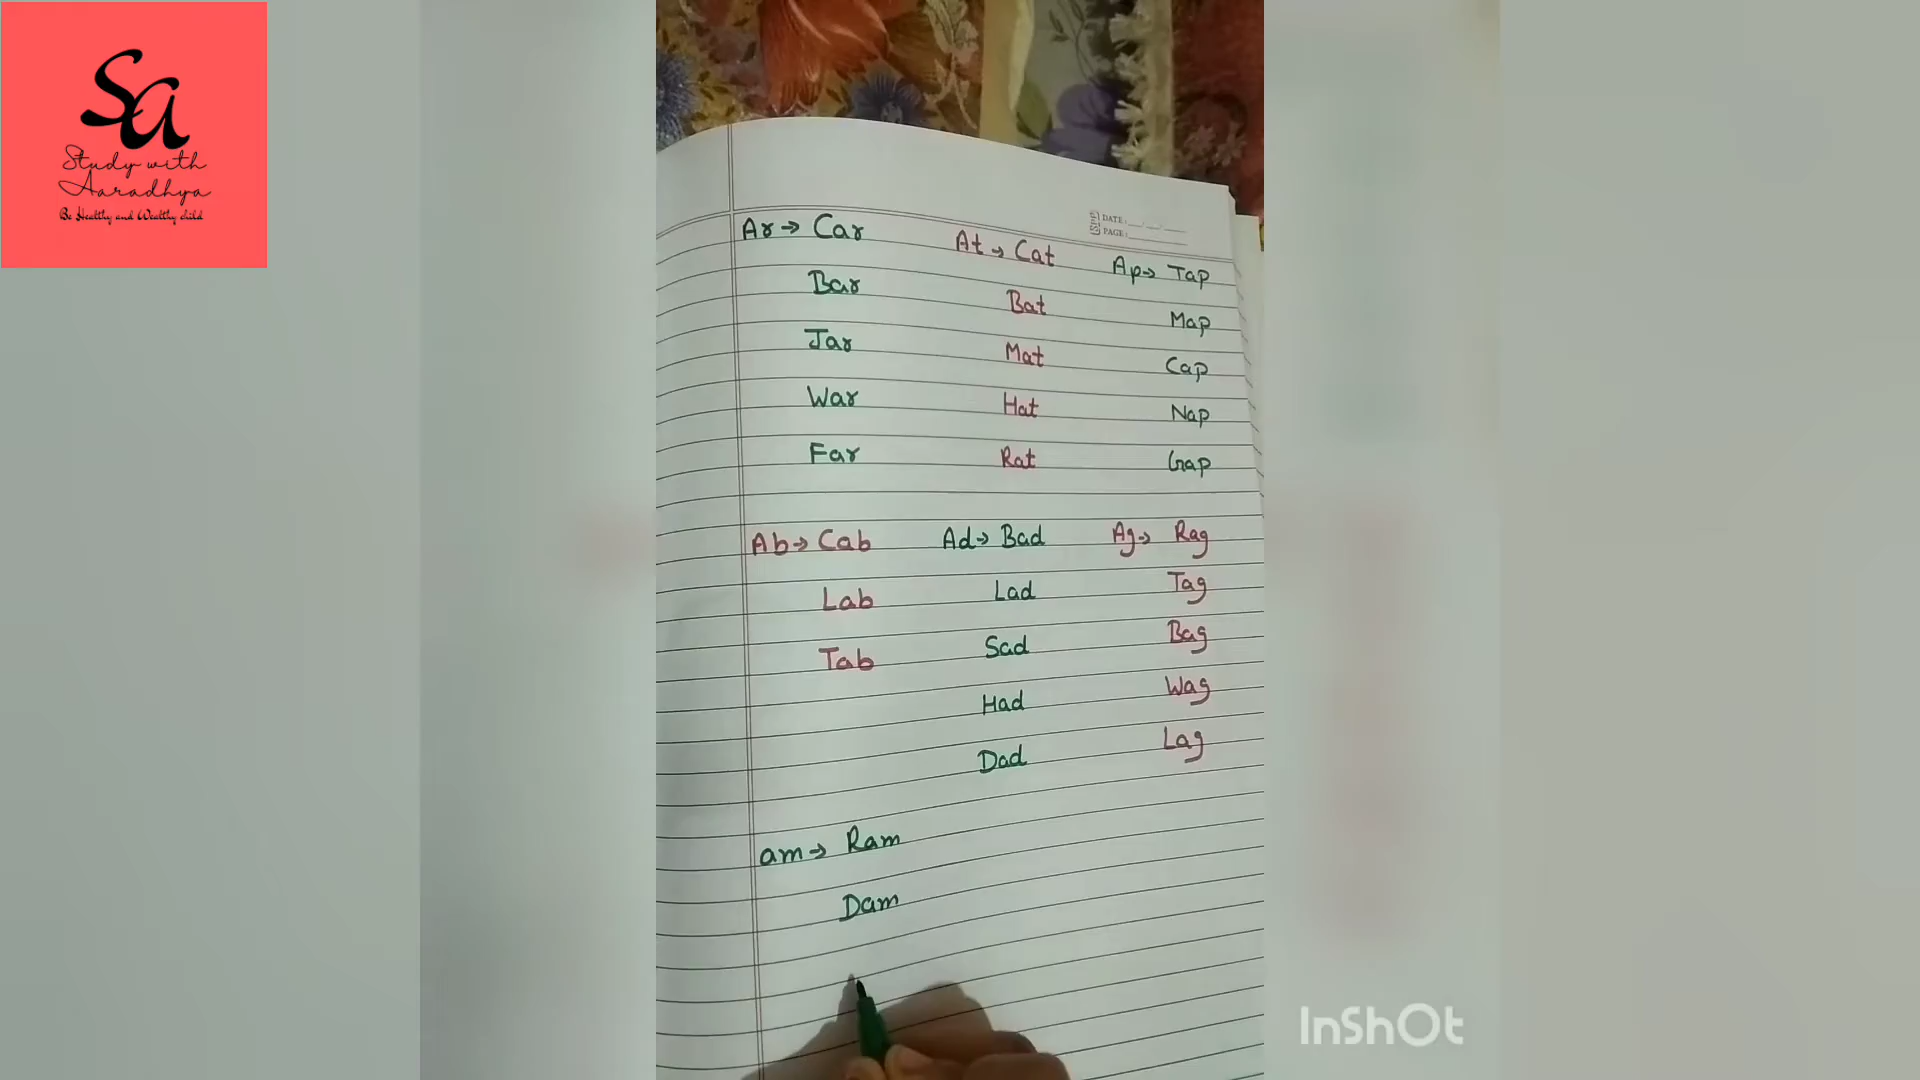 Sa
Study with
Aaradhya
Be Healthy and Wealthy child
DATE:
PAGE:
Ar→ Car
Bar
Jar
War
Far
At→ Cat
Bat
Mat
Hat
Rat
Ap→ Tap
Map
Cap
Nap
Gap
Ab→ Cab
Lab
Tab
Ad→ Bad
Lad
Sad
Had
Dad
Ag→ Rag
Tag
Bag
Wag
Lag
am→ Ram
Dam
InShOt